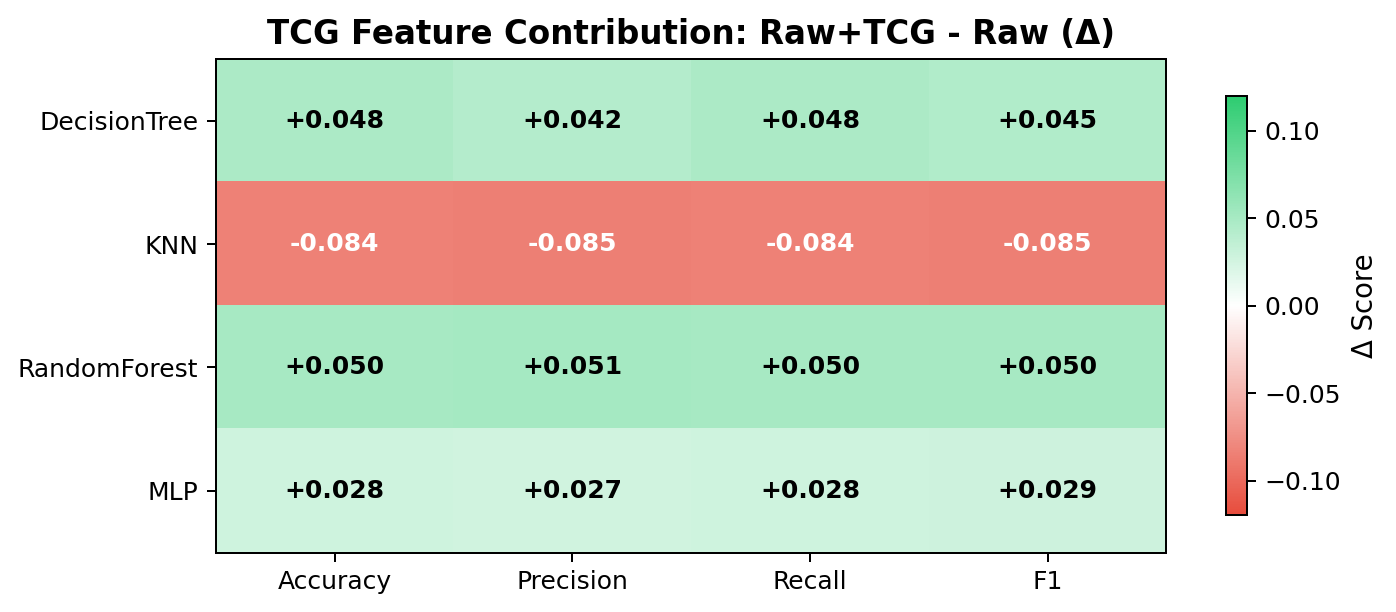 TCG Feature Contribution: Raw+TCG - Raw (Δ)
DecisionTree +0.048 +0.042 +0.048 +0.045
KNN -0.084 -0.085 -0.084 -0.085
RandomForest +0.050 +0.051 +0.050 +0.050
MLP +0.028 +0.027 +0.028 +0.029
Accuracy Precision Recall F1
0.10
0.05
0.00
−0.05
−0.10
Δ Score